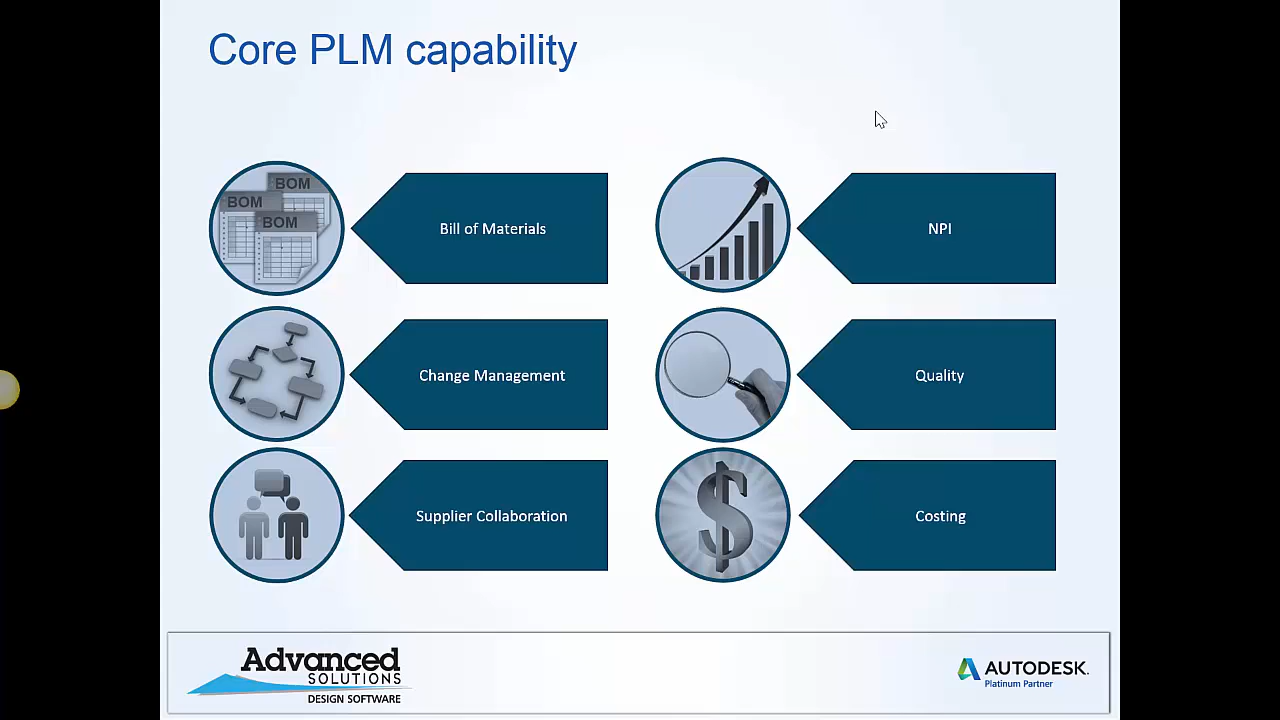 Core PLM capability
BOM
BOM
BOM
Bill of Materials
NPI
Change Management
Quality
Supplier Collaboration
Costing
Advanced
SOLUTIONS
DESIGN SOFTWARE
AUTODESK.
Platinum Partner